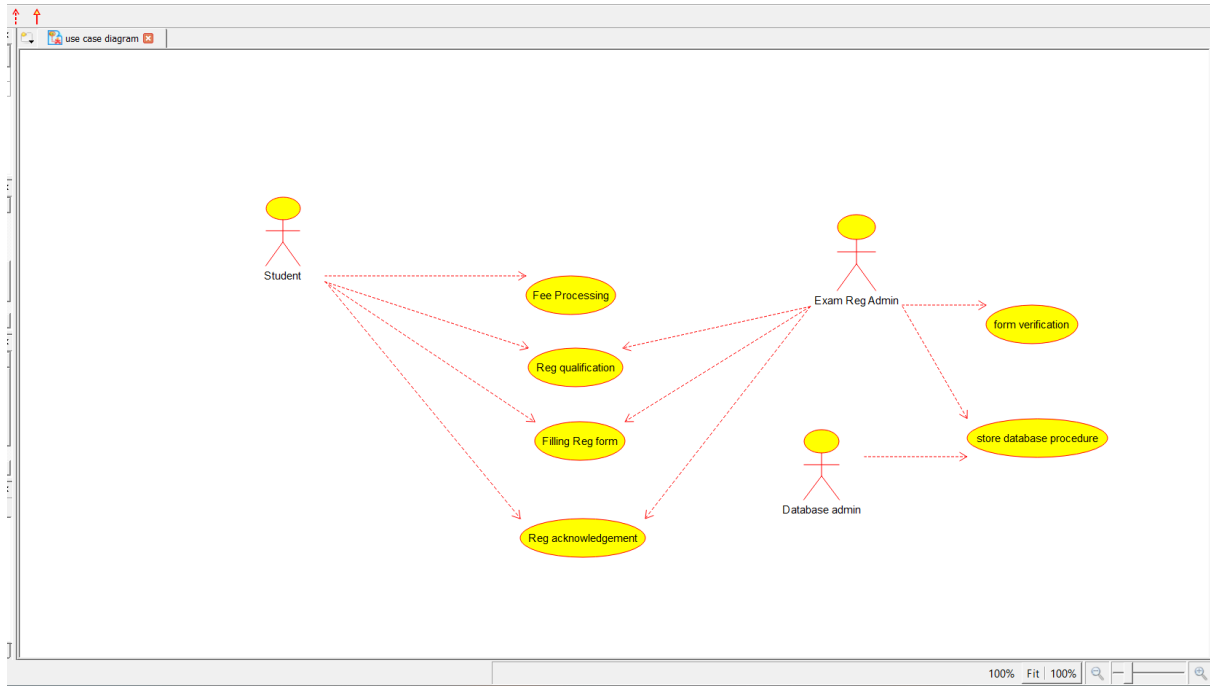 use case diagram
Student
Fee Processing
Exam Reg Admin
form verification
Reg qualification
Filling Reg form
store database procedure
Database admin
Reg acknowledgement
100% Fit 100%